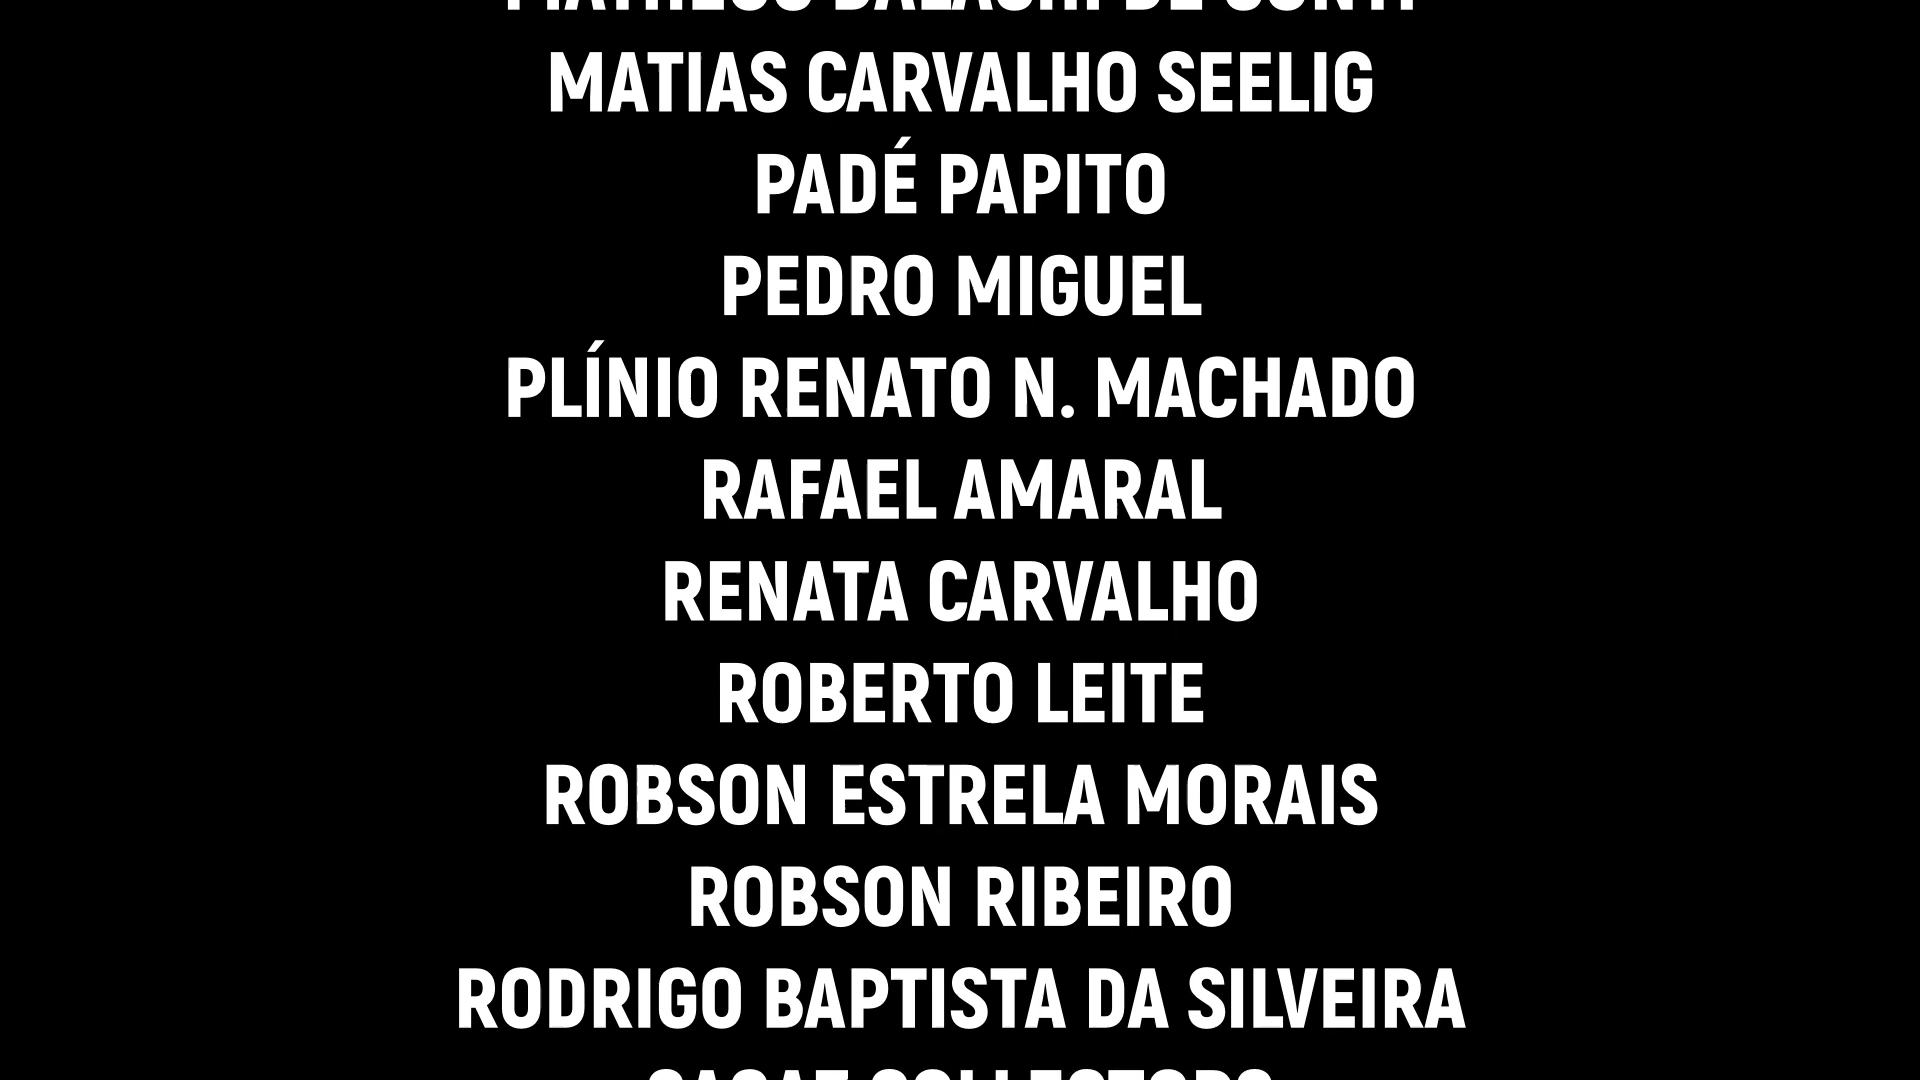 MATIAS CARVALHO SEELIG
PADÉ PAPITO
PEDRO MIGUEL
PLÍNIO RENATO N. MACHADO
RAFAEL AMARAL
RENATA CARVALHO
ROBERTO LEITE
ROBSON ESTRELA MORAIS
ROBSON RIBEIRO
RODRIGO BAPTISTA DA SILVEIRA